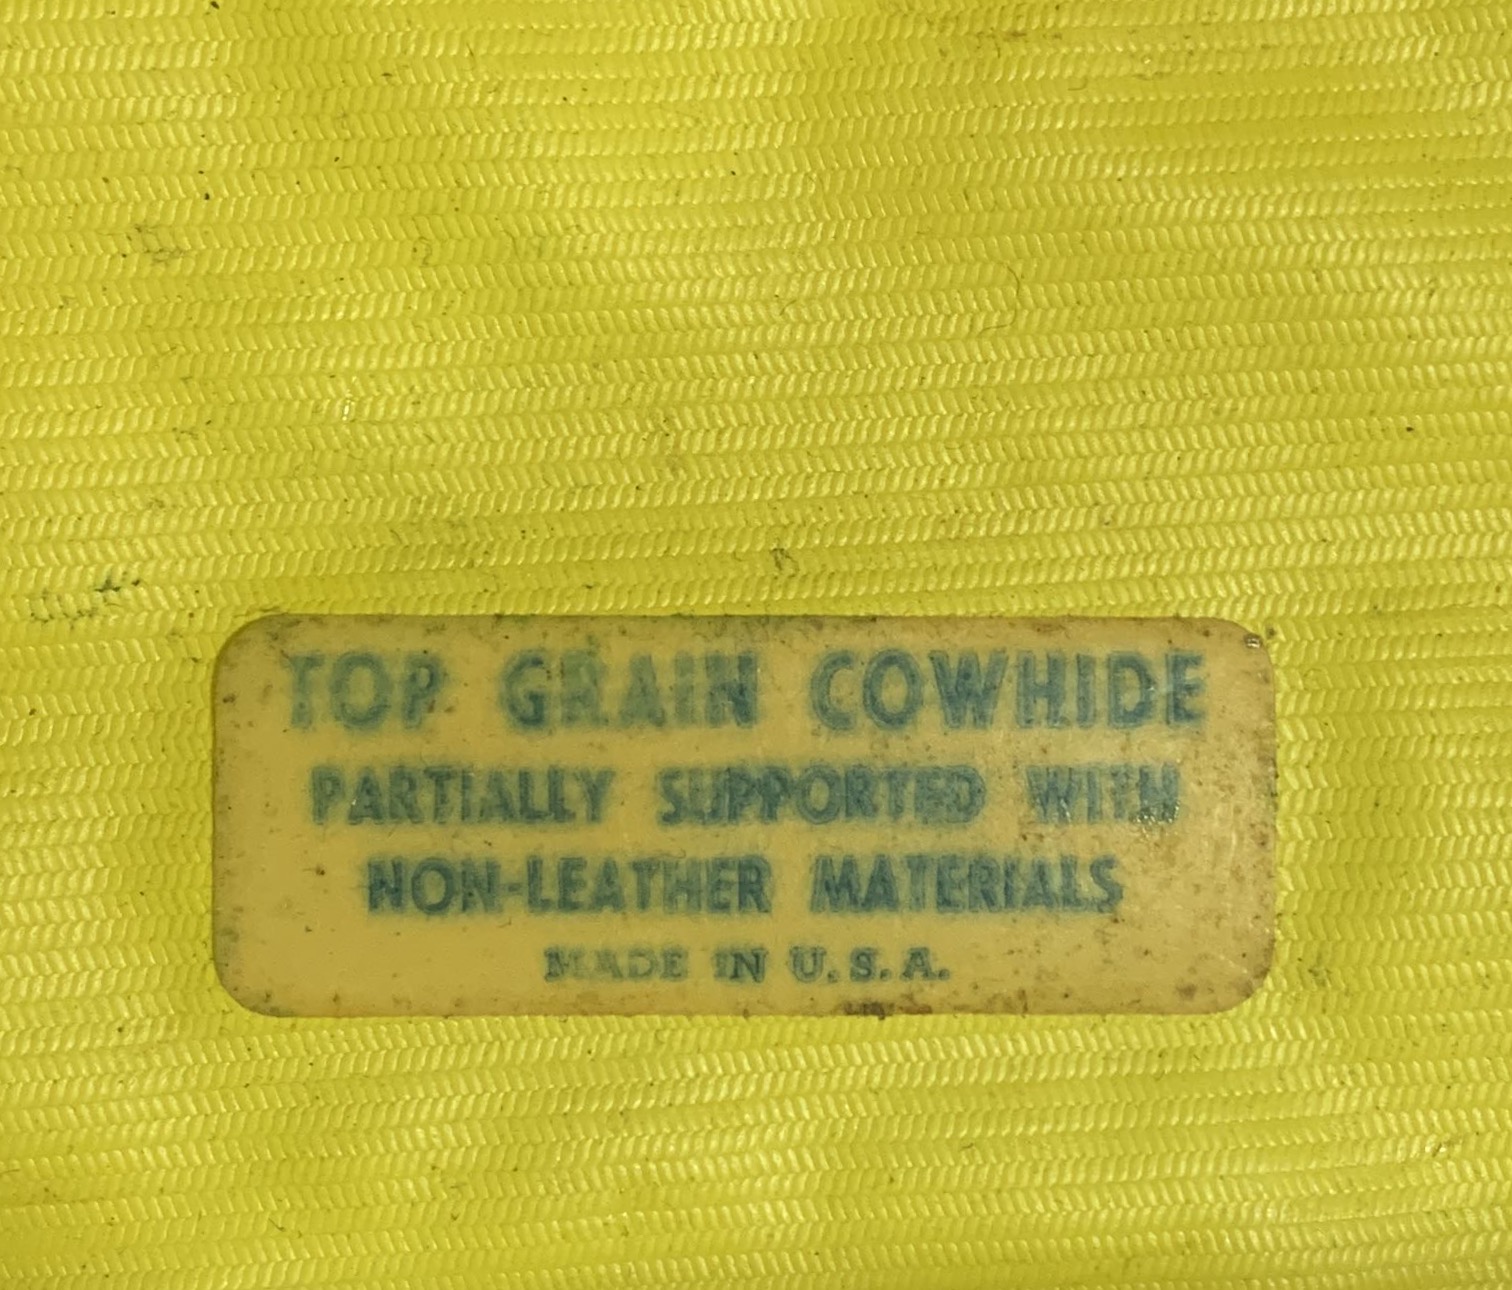 TOP GRAIN COWHIDE
PARTIALLY SUPPORTED WITH
NON-LEATHER MATERIALS
MADE IN U.S.A.